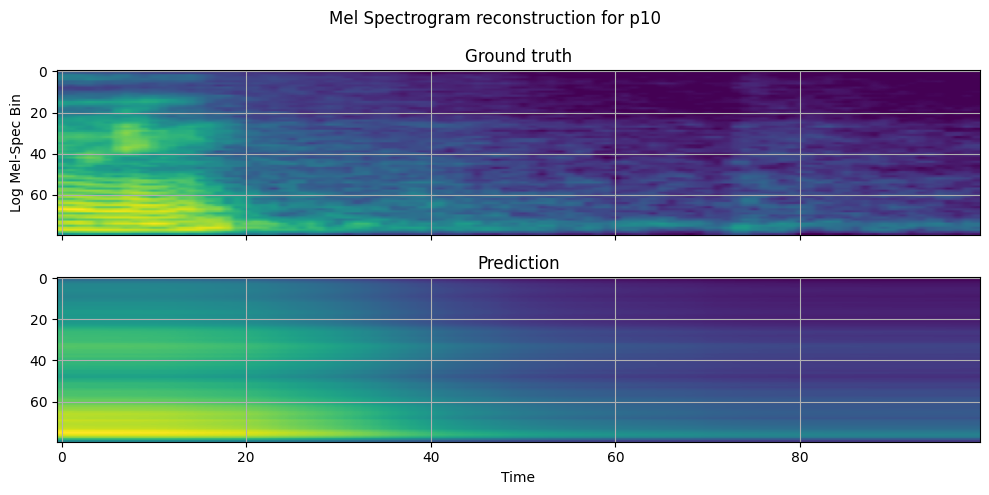 Mel Spectrogram reconstruction for p10
Ground truth
0
20
40
60
Log Mel-Spec Bin
Prediction
0
20
40
60
0 20 40 60 80
Time